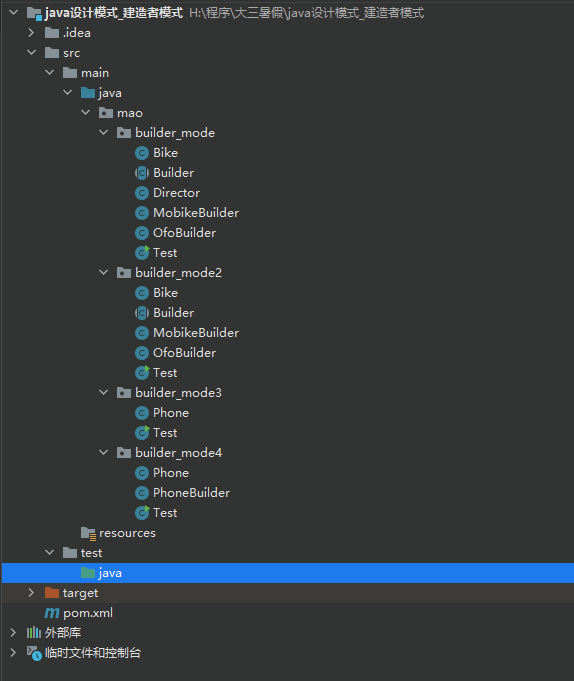 java设计模式_建造者模式 H:\程序\大三暑假\java设计模式_建造者模式
.idea
src
main
java
mao
builder_mode
Bike
Builder
Director
MobikeBuilder
OfoBuilder
Test
builder_mode2
Bike
Builder
MobikeBuilder
OfoBuilder
Test
builder_mode3
Phone
Test
builder_mode4
Phone
PhoneBuilder
Test
resources
test
java
target
pom.xml
外部库
临时文件和控制台